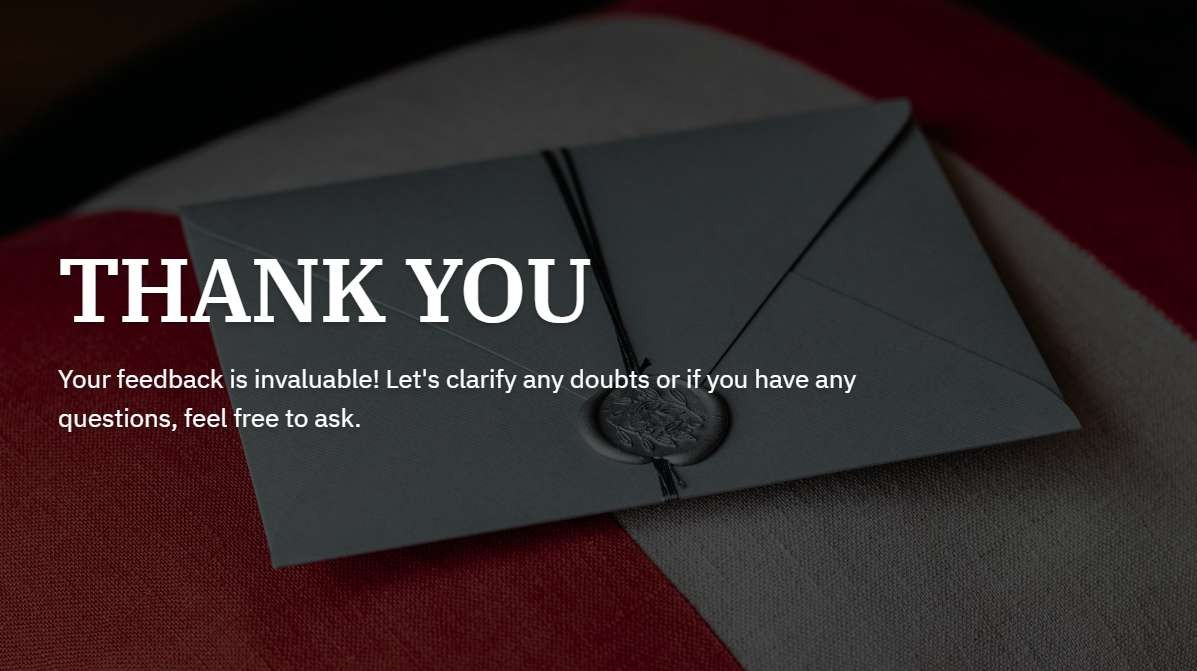 THANK YOU
Your feedback is invaluable! Let's clarify any doubts or if you have any
questions, feel free to ask.